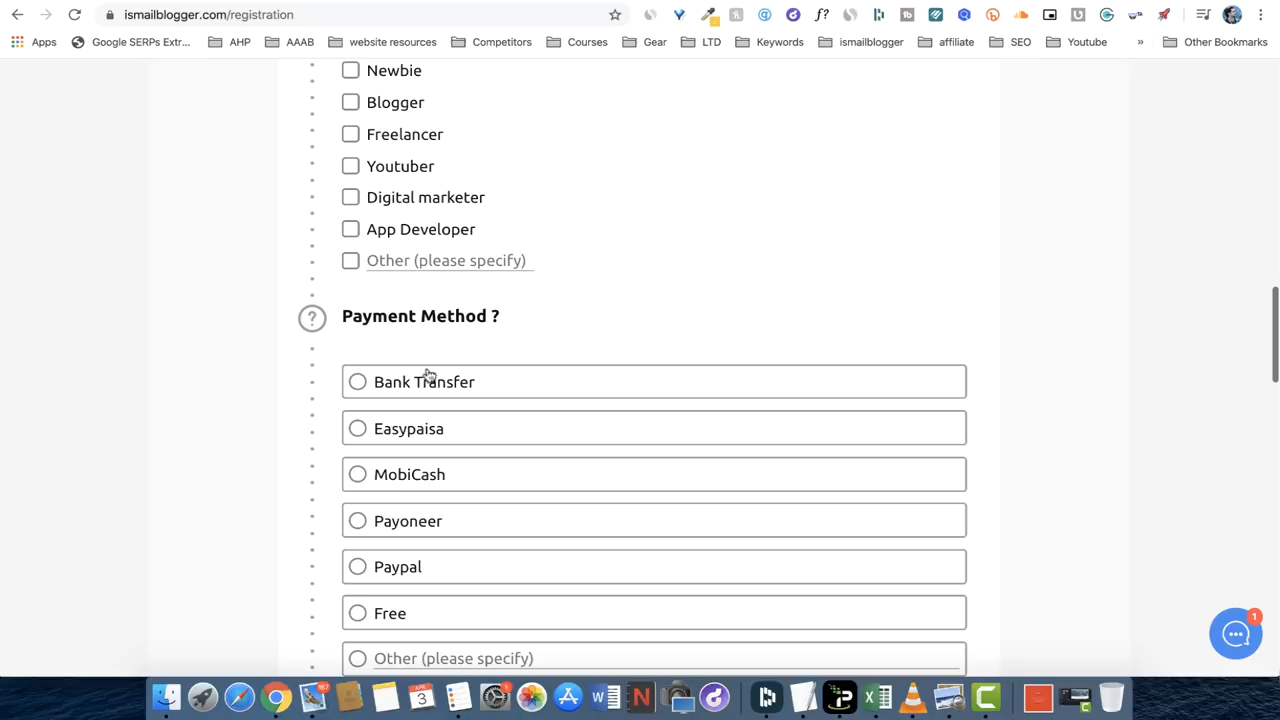 ismailblogger.com/registration
Apps Google SERPs Extr... AHP AAAB website resources Competitors Courses Gear LTD Keywords ismailblogger affiliate SEO Youtube » Other Bookmarks
Newbie
Blogger
Freelancer
Youtuber
Digital marketer
App Developer
Other (please specify)
? Payment Method ?
Bank Transfer
Easypaisa
MobiCash
Payoneer
Paypal
Free
Other (please specify)
1